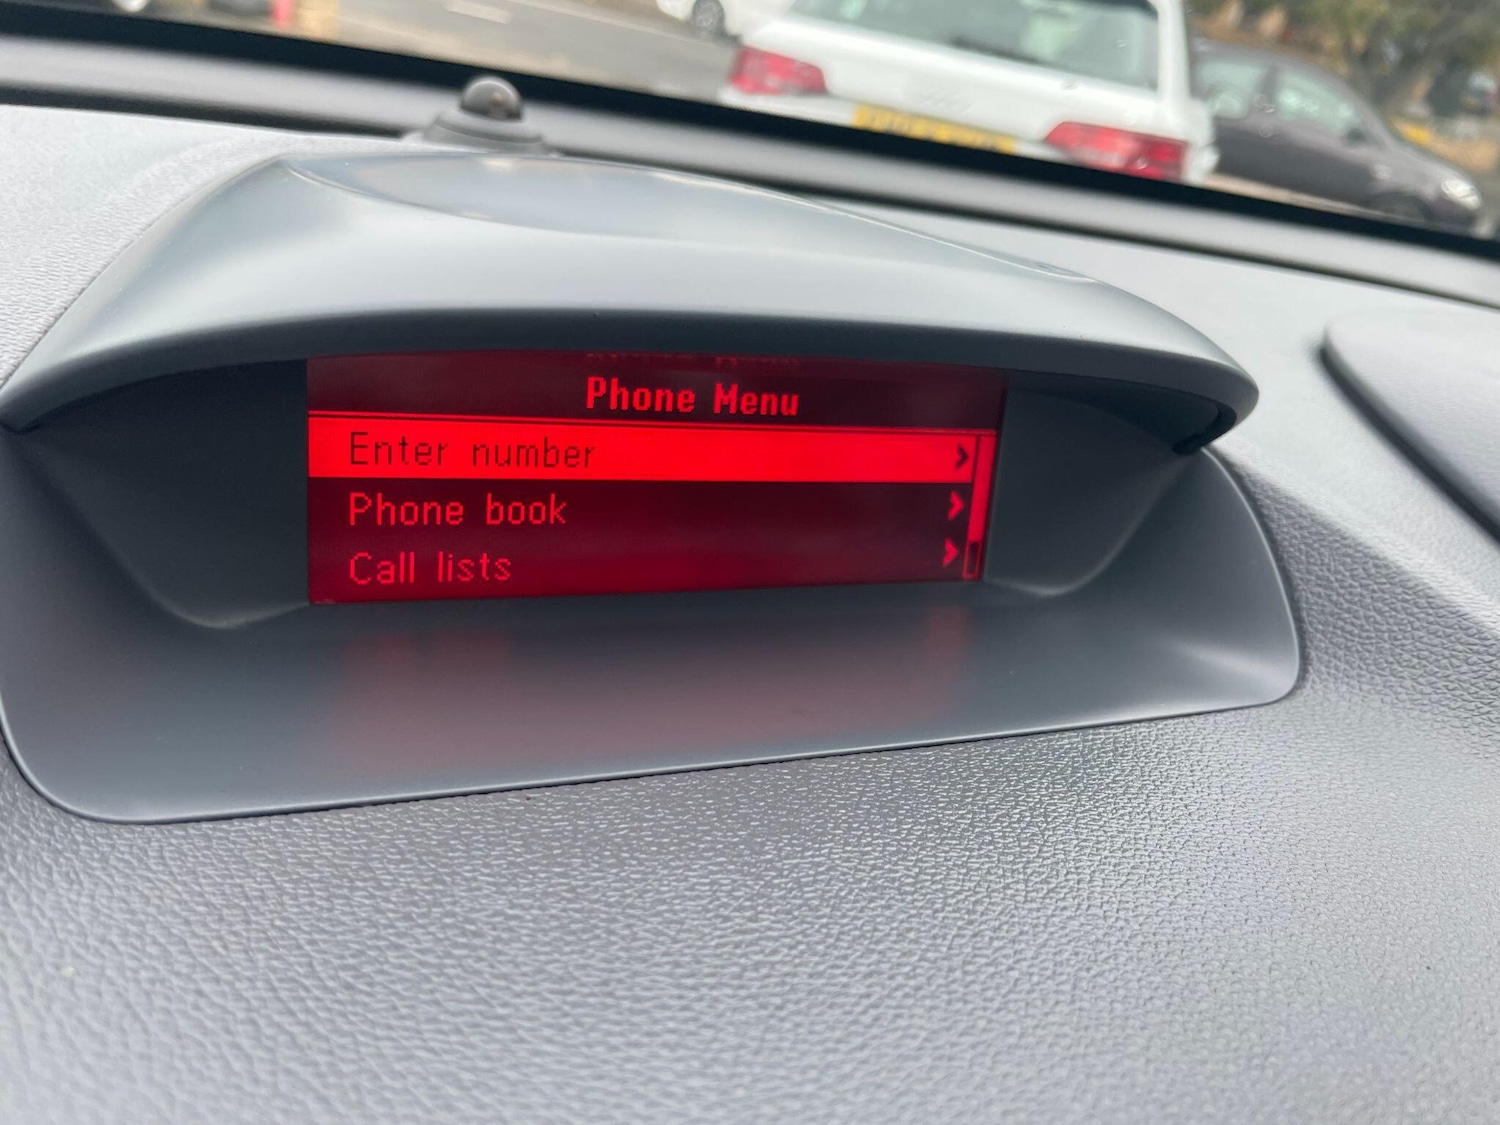 Phone Menu
Enter number
Phone book
Call lists